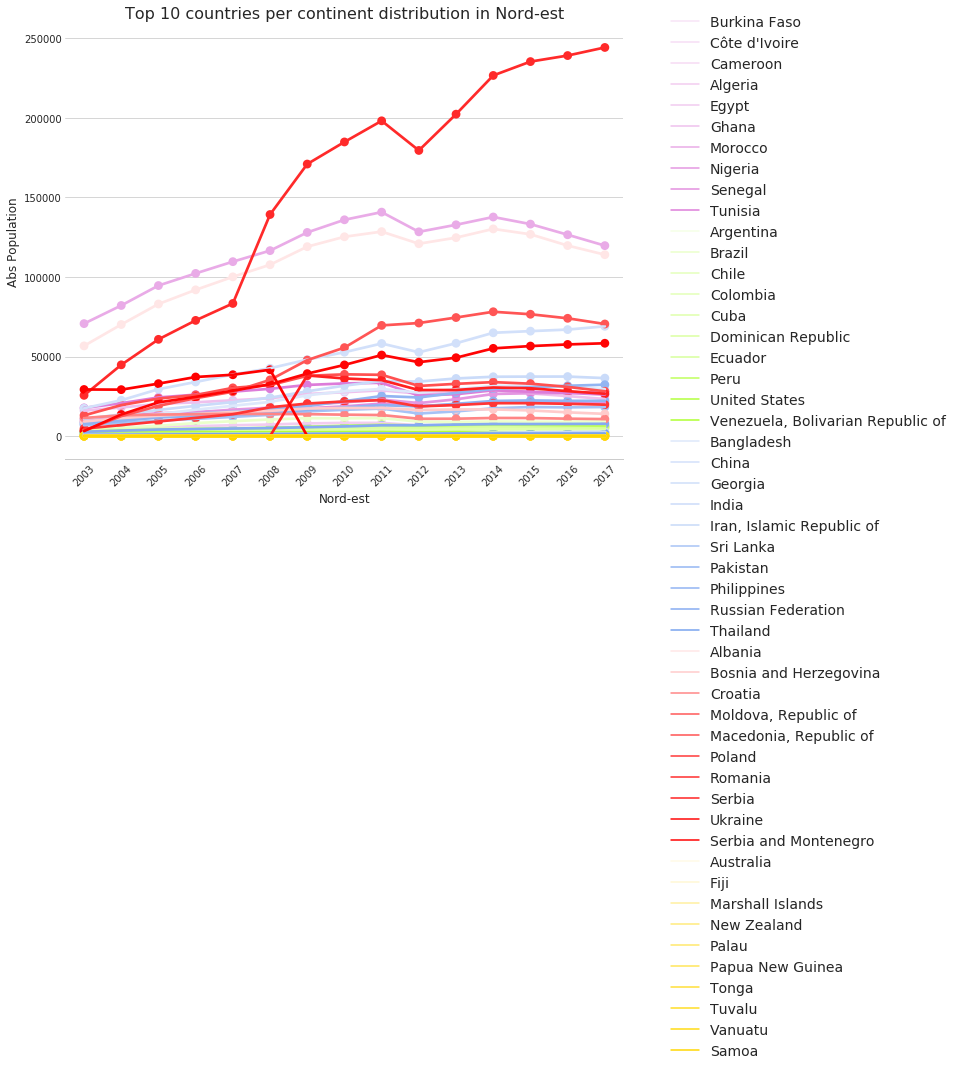 Top 10 countries per continent distribution in Nord-est
Abs Population
250000
200000
150000
100000
50000
0
2003
2004
2005
2006
2007
2008
2009
2010
2011
2012
2013
2014
2015
2016
2017
Nord-est
Burkina Faso
Côte d'Ivoire
Cameroon
Algeria
Egypt
Ghana
Morocco
Nigeria
Senegal
Tunisia
Argentina
Brazil
Chile
Colombia
Cuba
Dominican Republic
Ecuador
Peru
United States
Venezuela, Bolivarian Republic of
Bangladesh
China
Georgia
India
Iran, Islamic Republic of
Sri Lanka
Pakistan
Philippines
Russian Federation
Thailand
Albania
Bosnia and Herzegovina
Croatia
Moldova, Republic of
Macedonia, Republic of
Poland
Romania
Serbia
Ukraine
Serbia and Montenegro
Australia
Fiji
Marshall Islands
New Zealand
Palau
Papua New Guinea
Tonga
Tuvalu
Vanuatu
Samoa